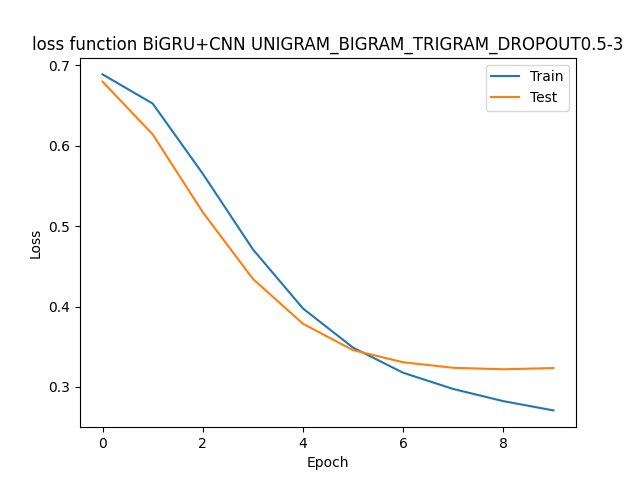 loss function BiGRU+CNN UNIGRAM_BIGRAM_TRIGRAM_DROPOUT0.5-3
Train
Test
0.7
0.6
0.5
0.4
0.3
Loss
0 2 4 6 8
Epoch